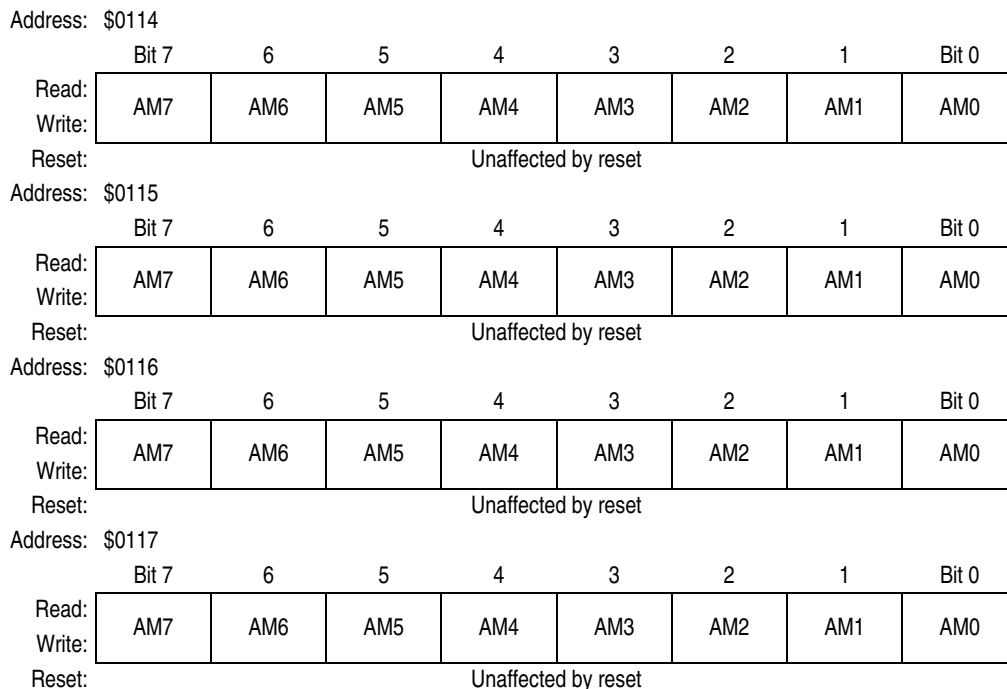 Address: $0114
Bit 7 6 5 4 3 2 1 Bit 0
Read:
AM7 AM6 AM5 AM4 AM3 AM2 AM1 AM0
Write:
Reset: Unaffected by reset
Address: $0115
Bit 7 6 5 4 3 2 1 Bit 0
Read:
AM7 AM6 AM5 AM4 AM3 AM2 AM1 AM0
Write:
Reset: Unaffected by reset
Address: $0116
Bit 7 6 5 4 3 2 1 Bit 0
Read:
AM7 AM6 AM5 AM4 AM3 AM2 AM1 AM0
Write:
Reset: Unaffected by reset
Address: $0117
Bit 7 6 5 4 3 2 1 Bit 0
Read:
AM7 AM6 AM5 AM4 AM3 AM2 AM1 AM0
Write:
Reset: Unaffected by reset